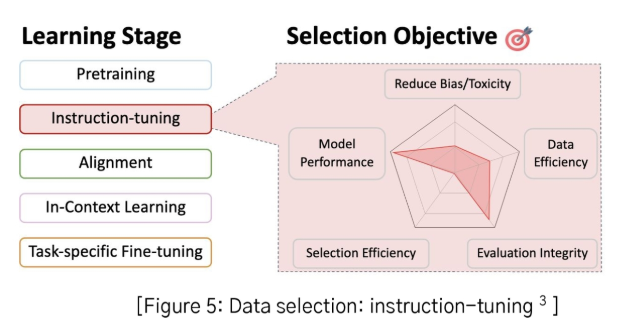 Learning Stage
Selection Objective 🎯
Pretraining
Instruction-tuning
Alignment
In-Context Learning
Task-specific Fine-tuning
Reduce Bias/Toxicity
Model
Performance
Data
Efficiency
Selection Efficiency
Evaluation Integrity
[Figure 5: Data selection: instruction-tuning ³ ]